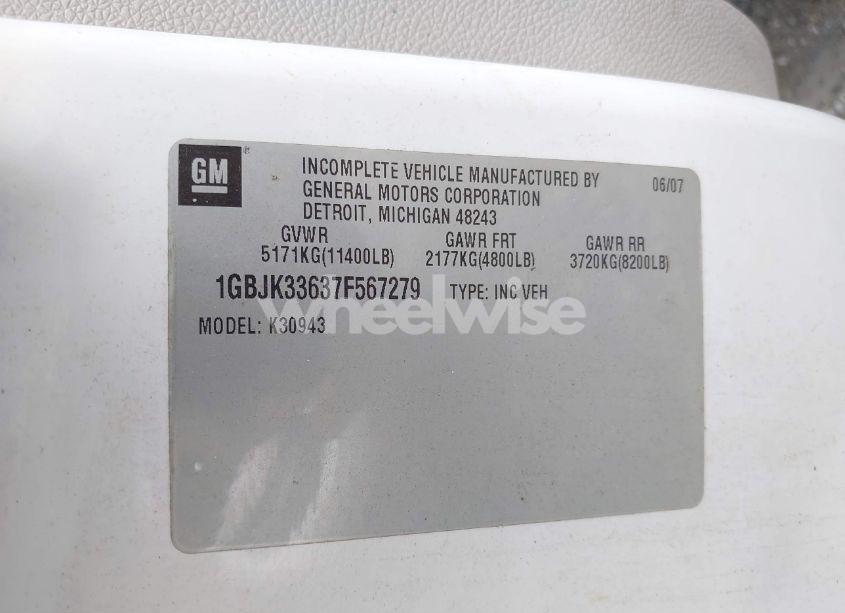 GM
INCOMPLETE VEHICLE MANUFACTURED BY
GENERAL MOTORS CORPORATION
DETROIT, MICHIGAN 48243
06/07
GVWR GAWR FRT GAWR RR
5171KG(11400LB) 2177KG(4800LB) 3720KG(8200LB)
1GBJK33637F567279 TYPE: INC VEH
MODEL: K30943
wheelwise